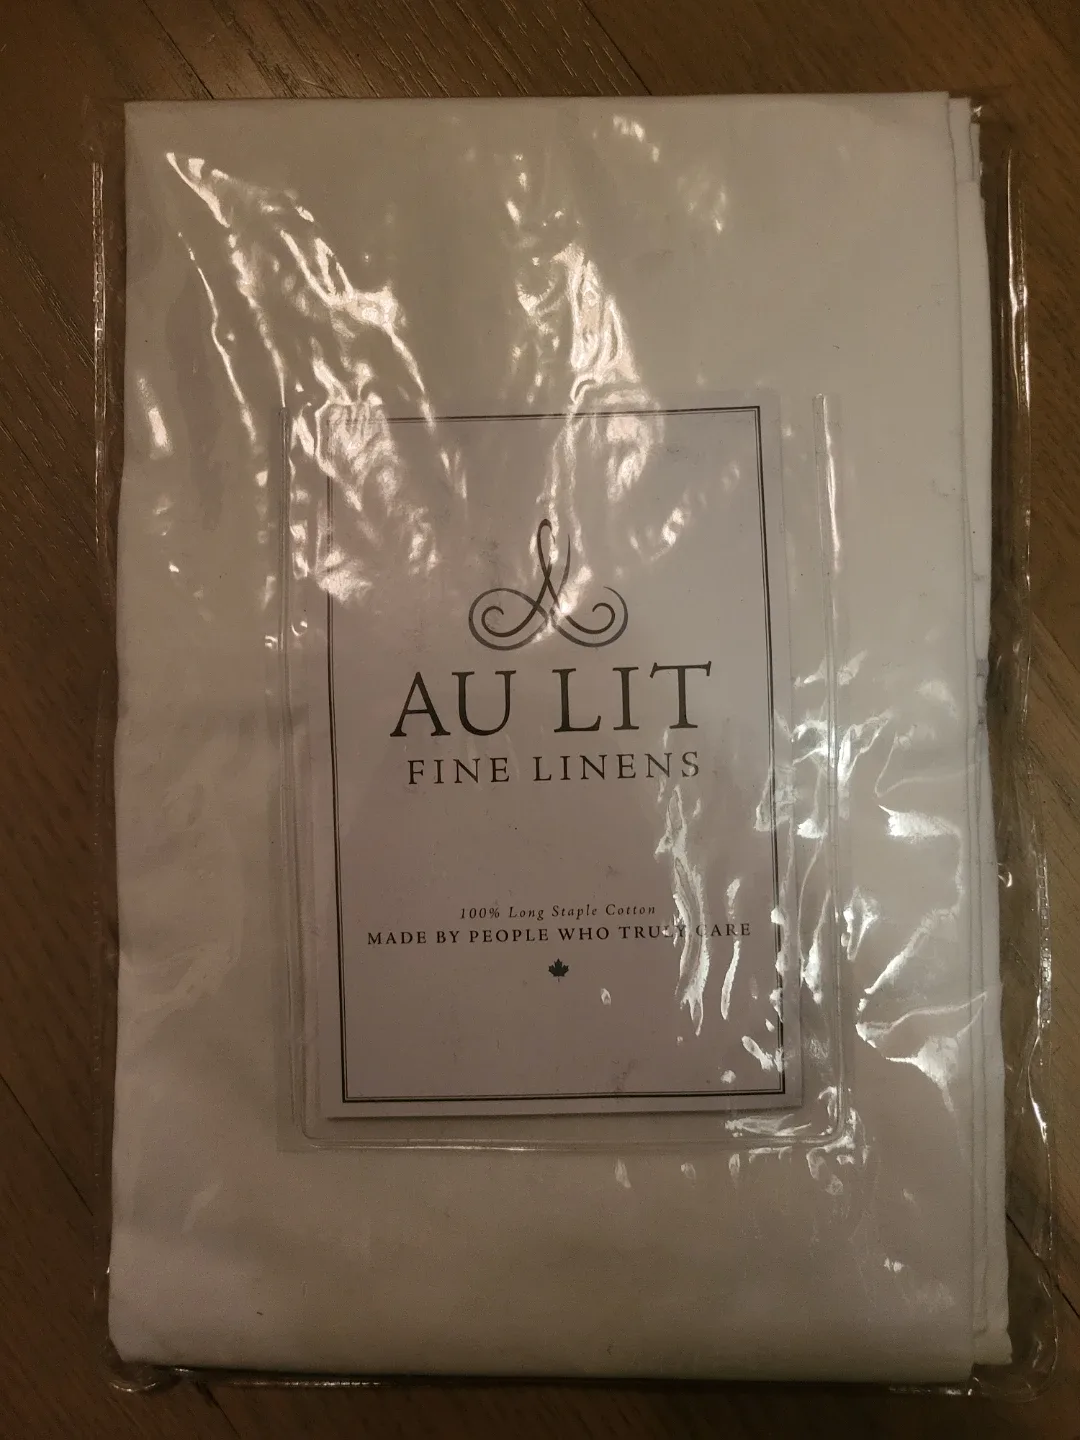 AU LIT
FINE LINENS
100% Long Staple Cotton
MADE BY PEOPLE WHO TRULY CARE